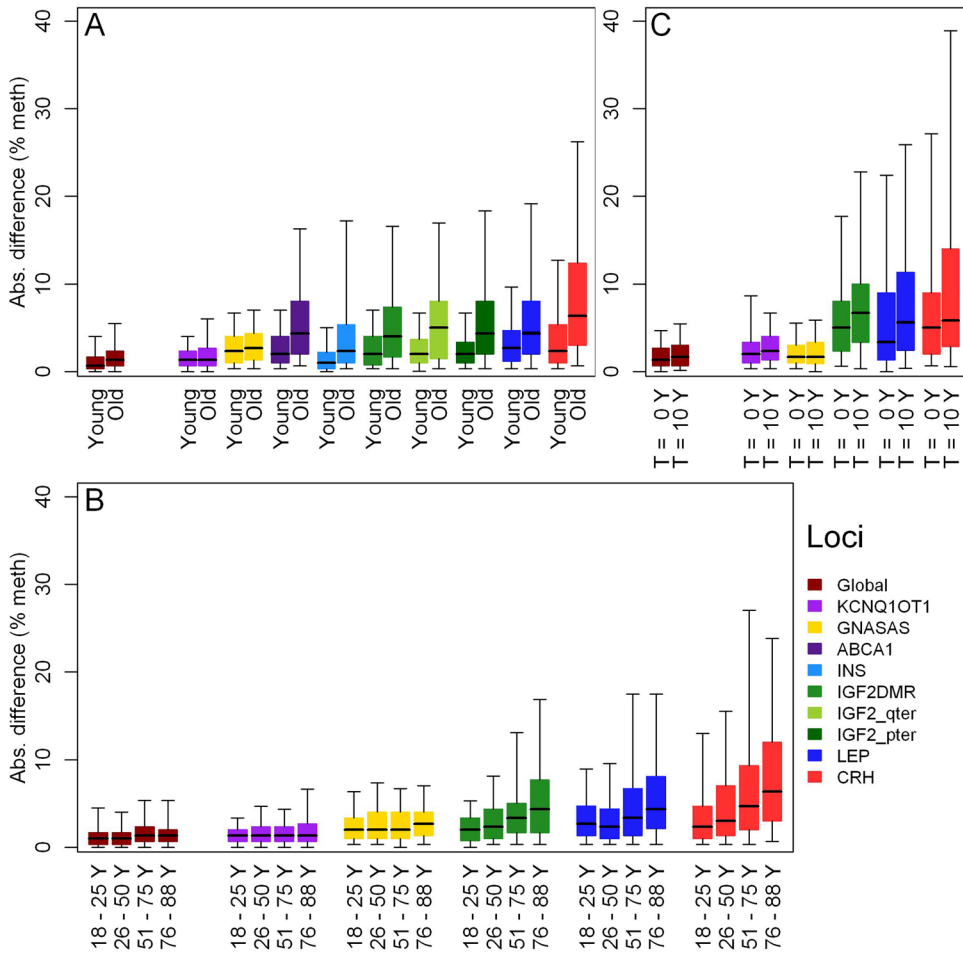 A
Abs. difference (% meth)
40
30
20
10
0
Young
Old
Young
Old
Young
Old
Young
Old
Young
Old
Young
Old
Young
Old
Young
Old
Young
Old
Young
Old
C
40
30
20
10
0
T = 0 Y
T = 10 Y
T = 0 Y
T = 10 Y
T = 0 Y
T = 10 Y
T = 0 Y
T = 10 Y
T = 0 Y
T = 10 Y
T = 0 Y
T = 10 Y
B
Abs. difference (% meth)
40
30
20
10
0
18 - 25 Y
26 - 50 Y
51 - 75 Y
76 - 88 Y
18 - 25 Y
26 - 50 Y
51 - 75 Y
76 - 88 Y
18 - 25 Y
26 - 50 Y
51 - 75 Y
76 - 88 Y
18 - 25 Y
26 - 50 Y
51 - 75 Y
76 - 88 Y
18 - 25 Y
26 - 50 Y
51 - 75 Y
76 - 88 Y
18 - 25 Y
26 - 50 Y
51 - 75 Y
76 - 88 Y
Loci
Global
KCNQ1OT1
GNASAS
ABCA1
INS
IGF2DMR
IGF2_qter
IGF2_pter
LEP
CRH